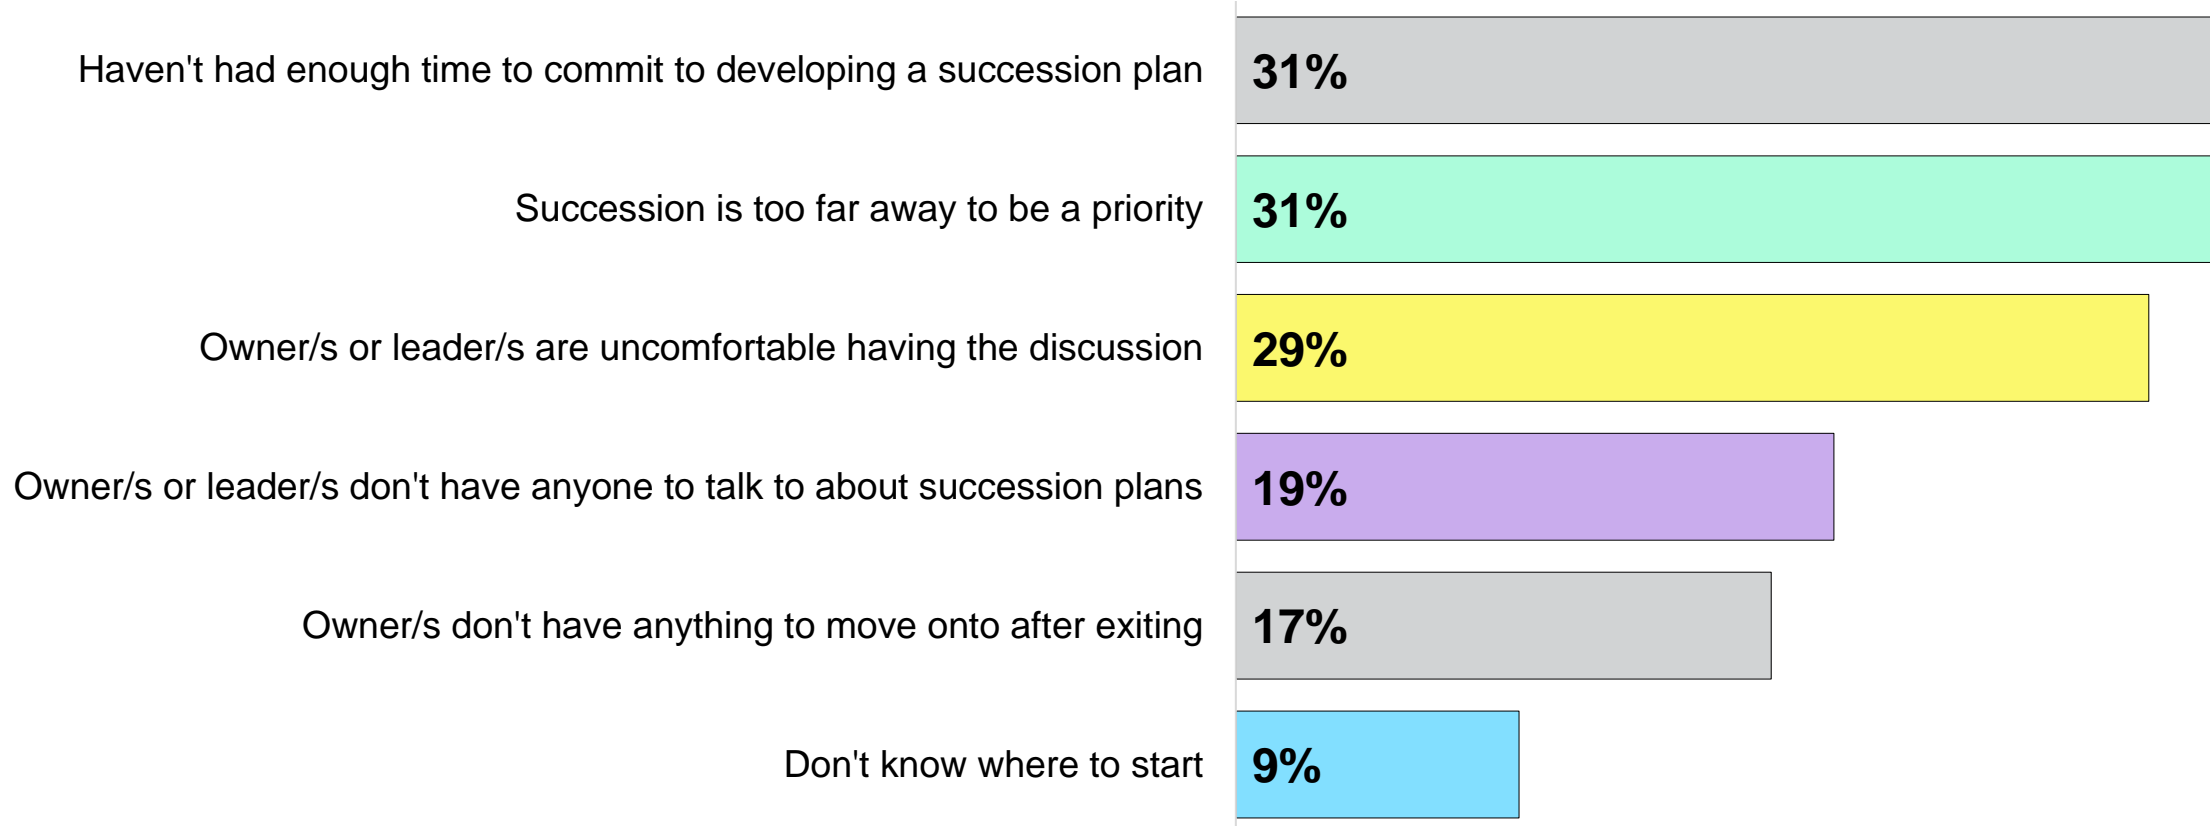 Haven't had enough time to commit to developing a succession plan 31%
Succession is too far away to be a priority 31%
Owner/s or leader/s are uncomfortable having the discussion 29%
Owner/s or leader/s don't have anyone to talk to about succession plans 19%
Owner/s don't have anything to move onto after exiting 17%
Don't know where to start 9%